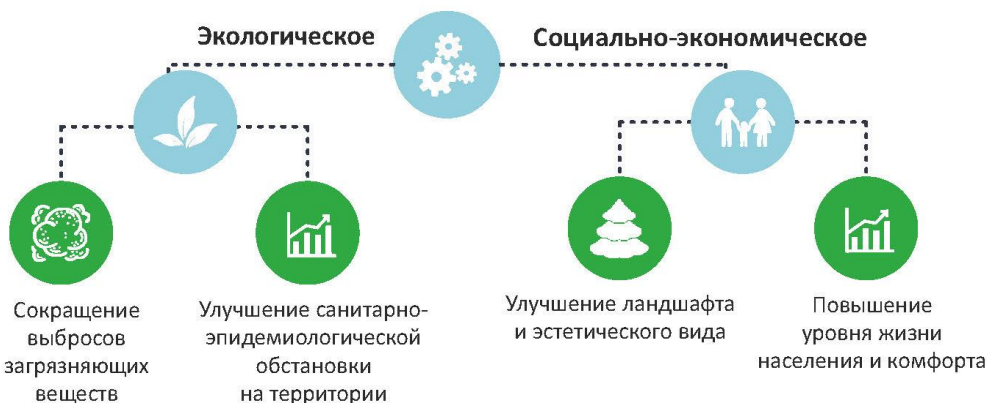 Экологическое
Социально-экономическое
Сокращение
выбросов
загрязняющих
веществ
Улучшение санитарно-
эпидемиологической
обстановки
на территории
Улучшение ландшафта
и эстетического вида
Повышение
уровня жизни
населения и комфорта